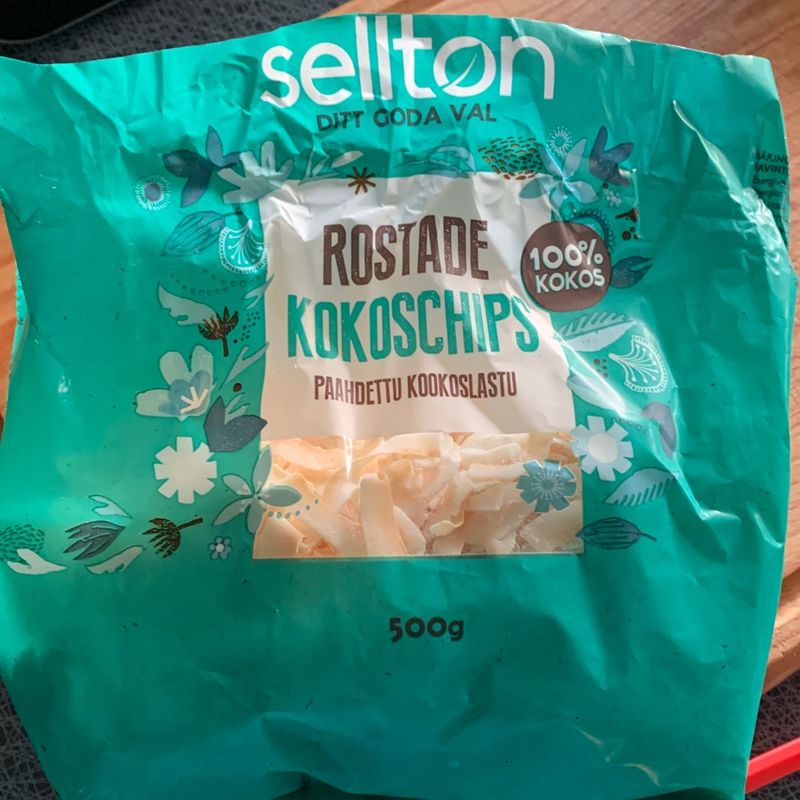 sellton
DITT GODA VAL
ROSTADE
KOKOSCHIPS
PAAHDETTU KOOKOSLASTU
100%
KOKOS
500g